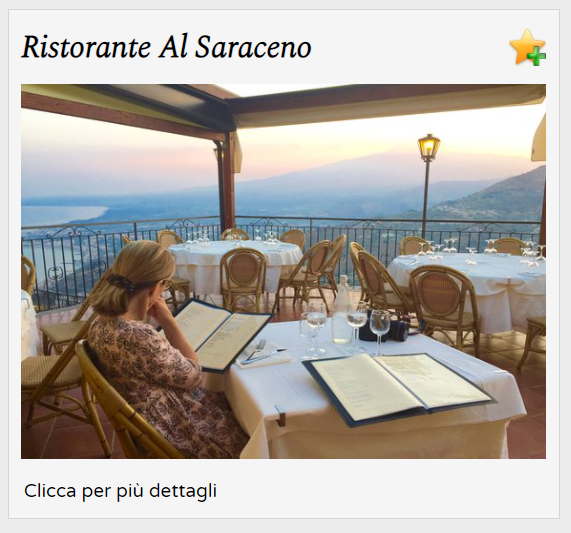 Ristorante Al Saraceno
Clicca per più dettagli